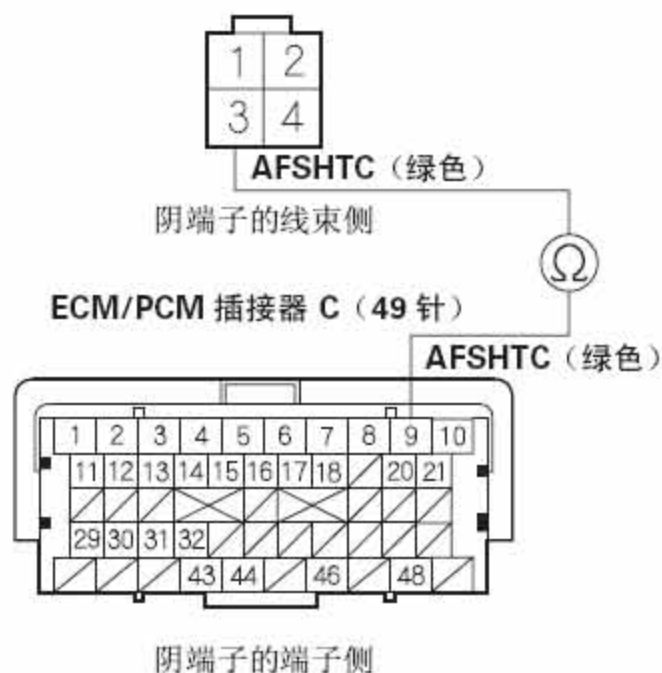 1 2
3 4
AFSHTC（绿色）
阴端子的线束侧
Ω
ECM/PCM 插接器 C（49 针）
AFSHTC（绿色）
1 2 3 4 5 6 7 8 9 10
11 12 13 14 15 16 17 18 20 21
29 30 31 32
43 44 46 48
阴端子的端子侧